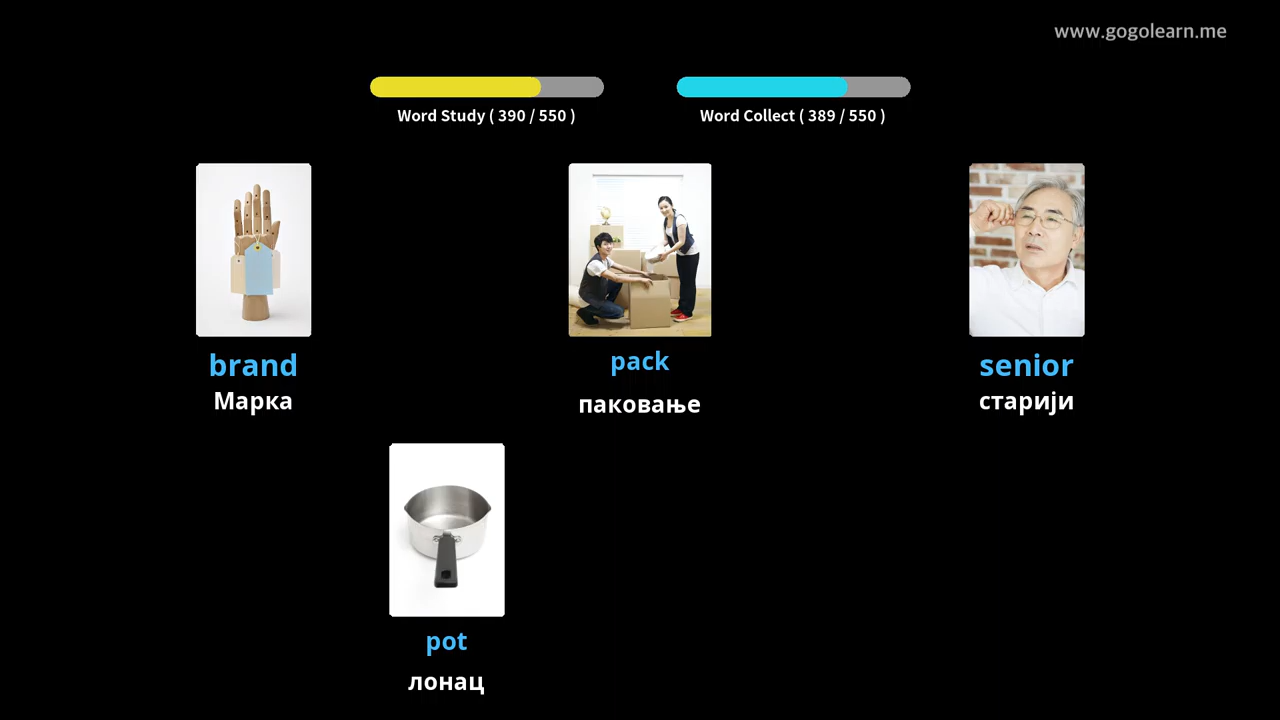 www.gogolearn.me
Word Study ( 390 / 550 )
Word Collect ( 389 / 550 )
brand
Марка
pack
паковање
senior
старији
pot
лонац